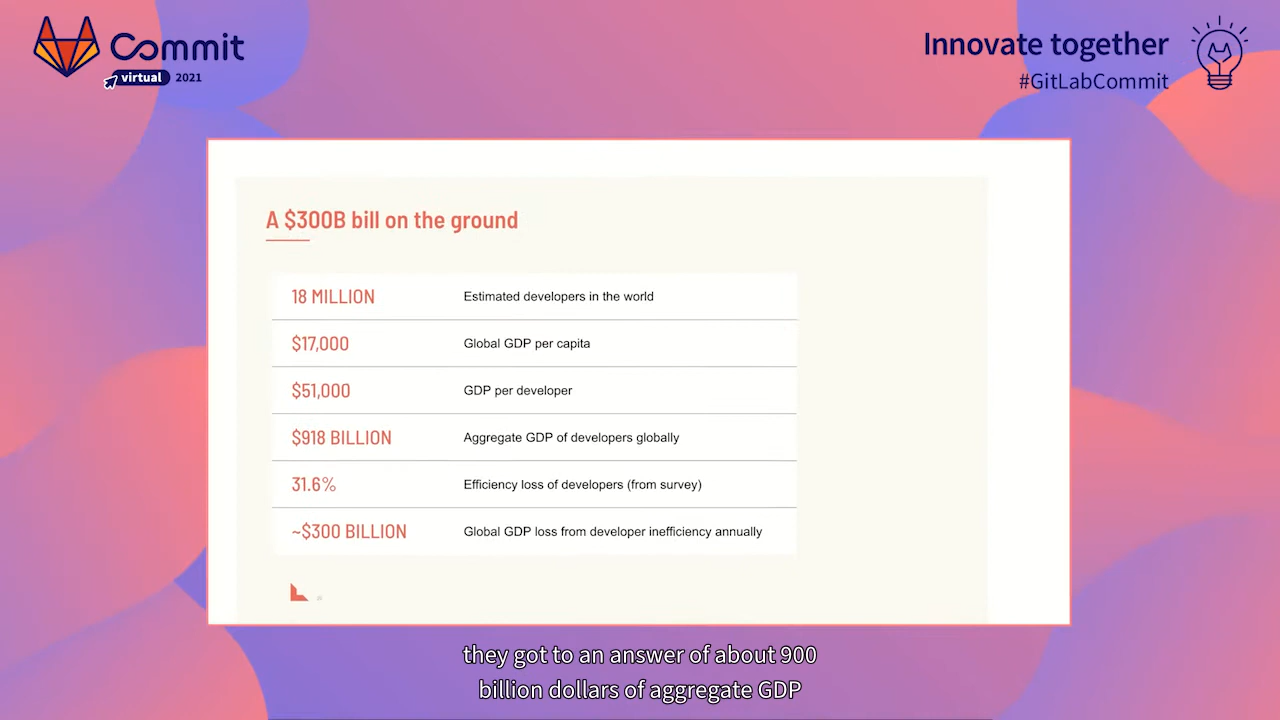 Commit
virtual 2021
Innovate together
#GitLabCommit
A $300B bill on the ground
18 MILLION Estimated developers in the world
$17,000 Global GDP per capita
$51,000 GDP per developer
$918 BILLION Aggregate GDP of developers globally
31.6% Efficiency loss of developers (from survey)
~$300 BILLION Global GDP loss from developer inefficiency annually
they got to an answer of about 900
billion dollars of aggregate GDP